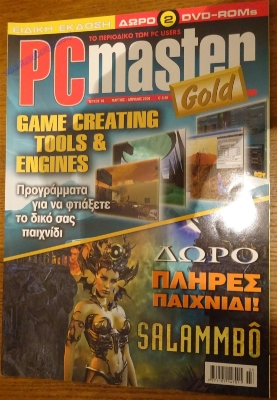 ΕΙΔΙΚΗ ΕΚΔΟΣΗ ΔΩΡΟ 2 DVD-ROMs
ΤΟ ΠΕΡΙΟΔΙΚΟ ΤΩΝ PC USERS
PC master
Gold
GAME CREATING
TOOLS &
ENGINES
Προγράμματα
για να φτιάξετε
το δικό σας
παιχνίδι
ΔΩΡΟ
ΠΛΗΡΕΣ
ΠΑΙΧΝΙΔΙ!
SALAMMBÔ